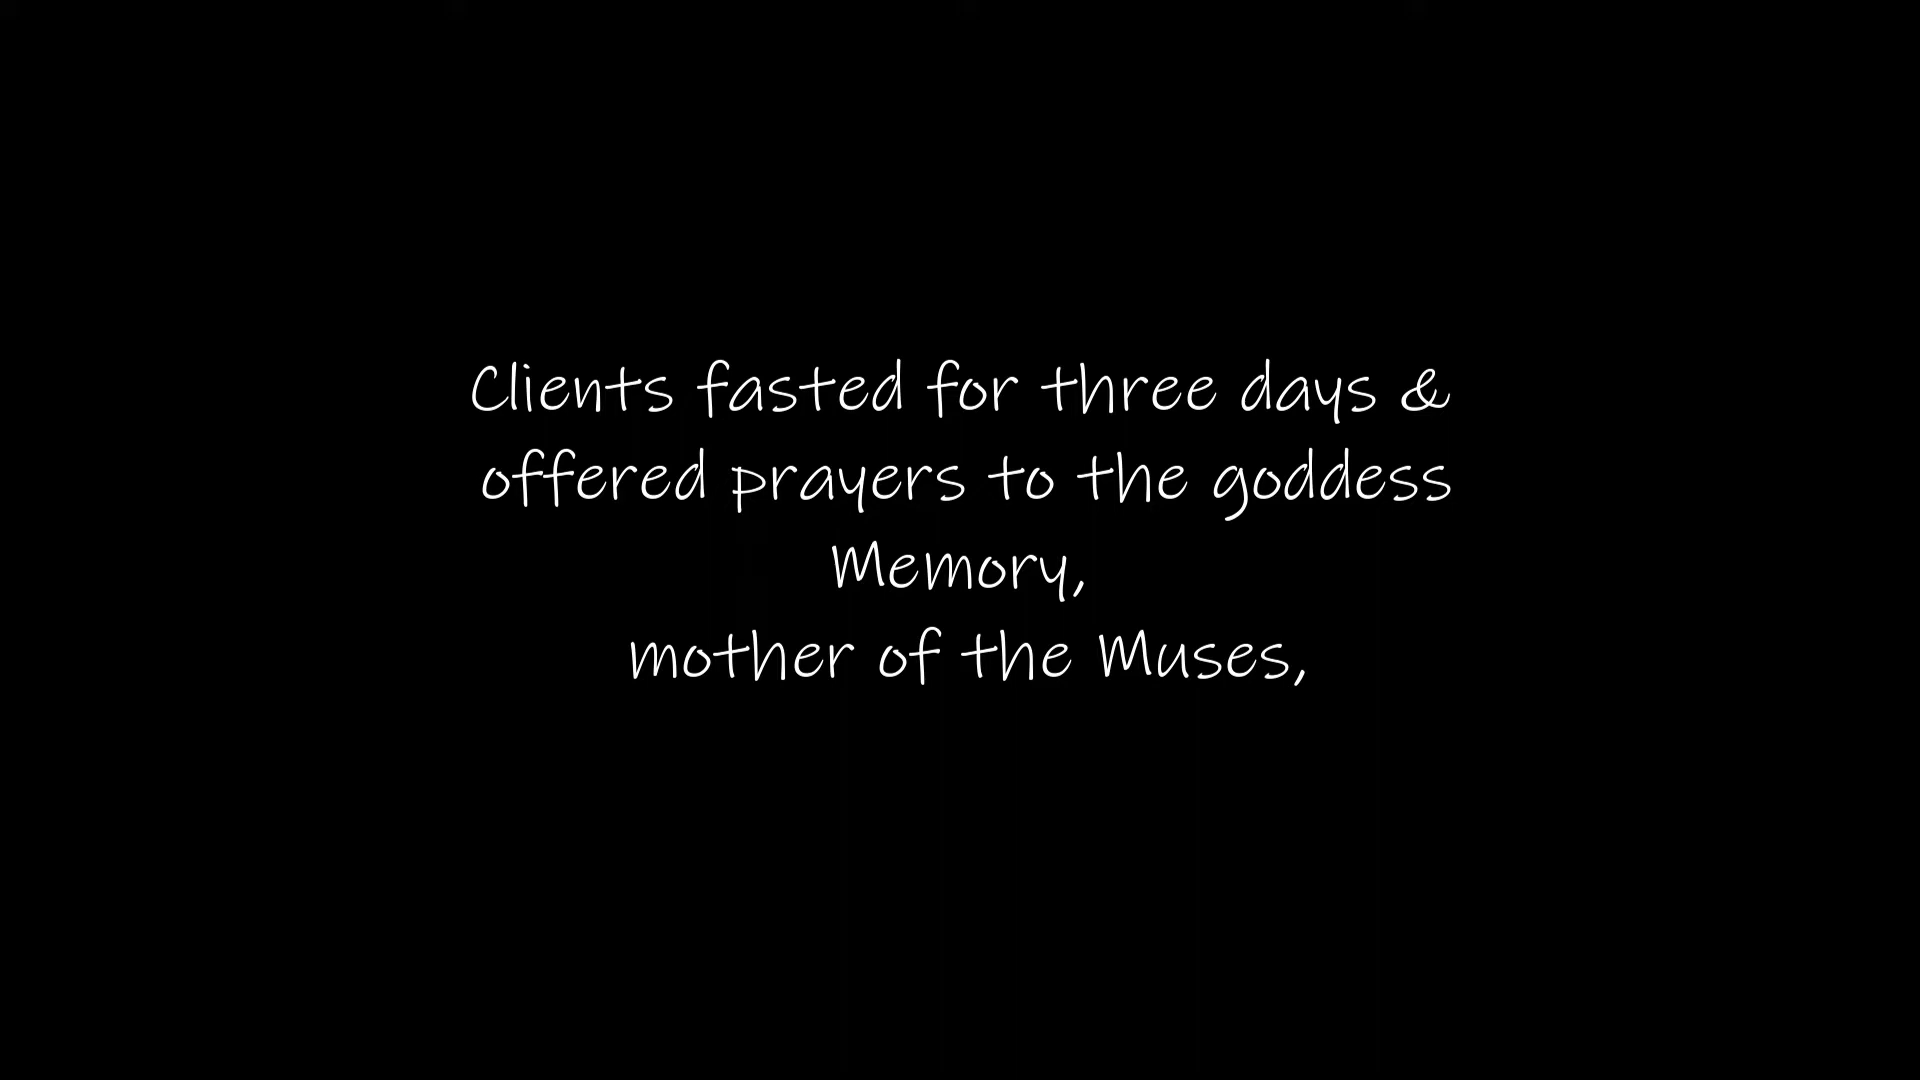 Clients fasted for three days &
offered prayers to the goddess
Memory,
mother of the Muses,